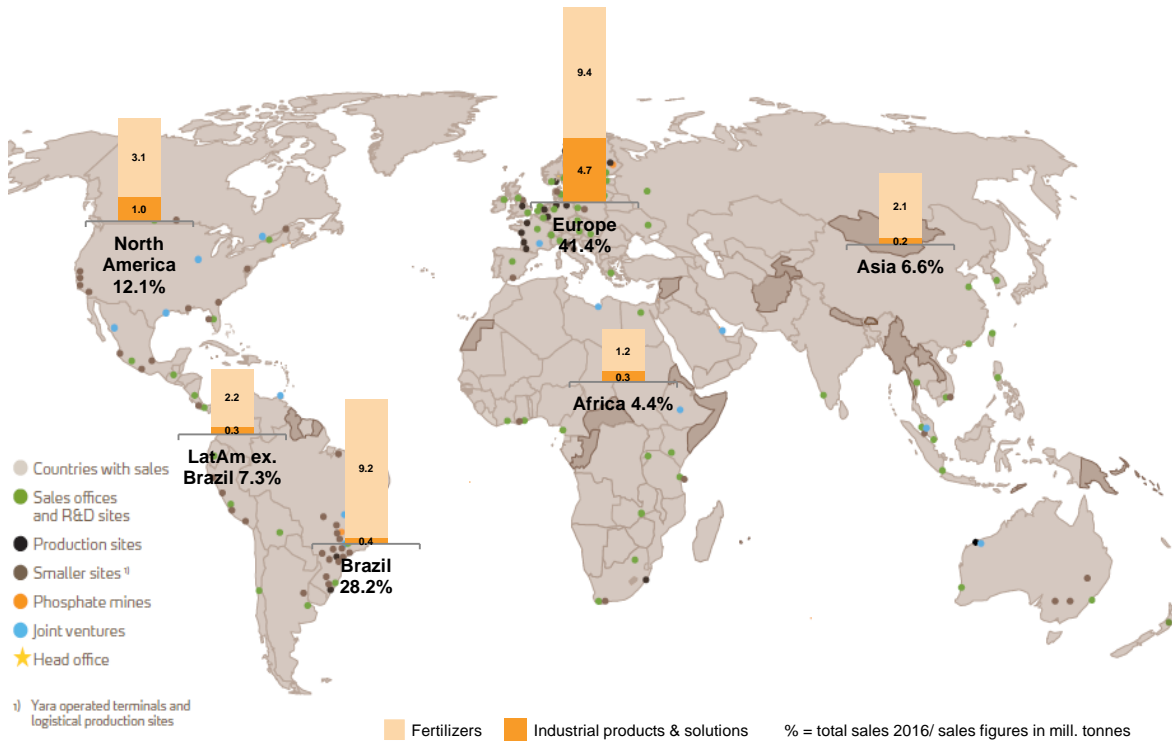 9.4
4.7
Europe
41.4%
3.1
1.0
North
America
12.1%
2.1
0.2
Asia 6.6%
1.2
0.3
Africa 4.4%
2.2
0.3
LatAm ex.
Brazil 7.3%
9.2
0.4
Brazil
28.2%
Countries with sales
Sales offices
and R&D sites
Production sites
Smaller sites ¹⁾
Phosphate mines
Joint ventures
Head office
1) Yara operated terminals and
logistical production sites
Fertilizers
Industrial products & solutions
% = total sales 2016/ sales figures in mill. tonnes